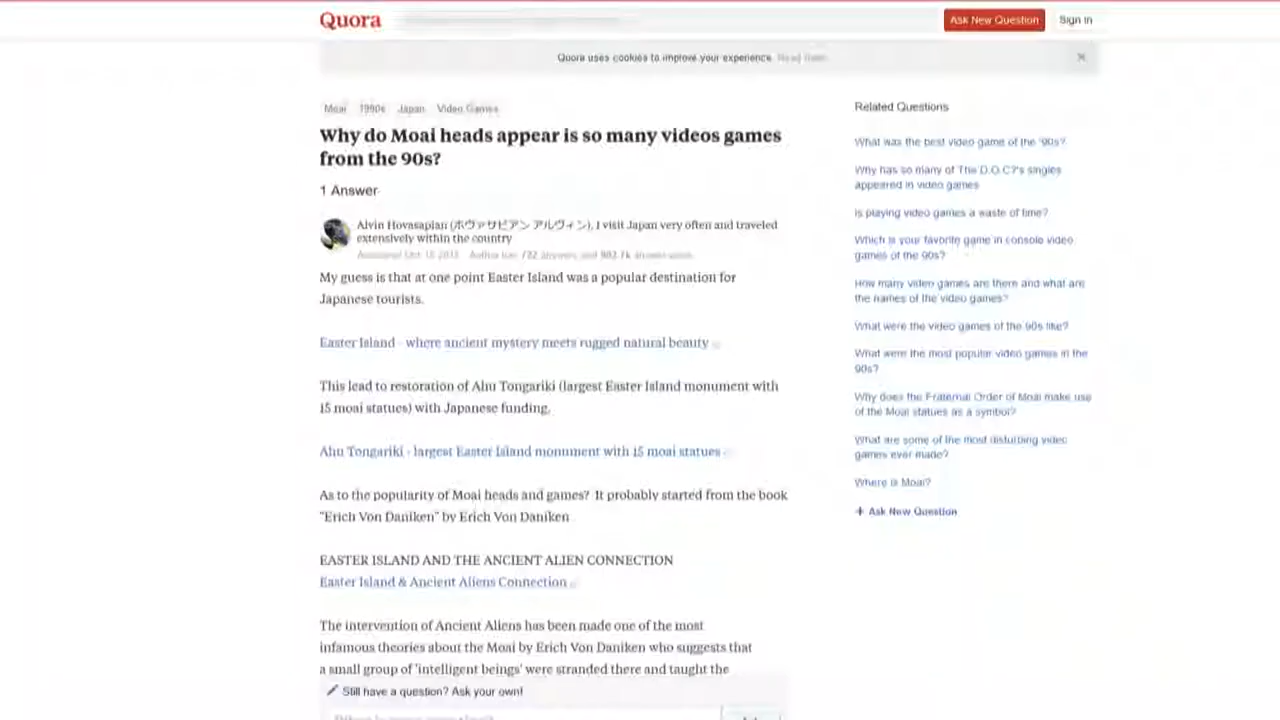 Quora
Ask New Question
Sign In
Quora uses cookies to improve your experience. Read more
Moai 1990s Japan Video Games
Why do Moai heads appear is so many videos games
from the 90s?
1 Answer
Alvin Hovasapian (ホヴァサピアン アルヴィン), I visit Japan very often and traveled
extensively within the country
My guess is that at one point Easter Island was a popular destination for
Japanese tourists.
Easter Island - where ancient mystery meets rugged natural beauty
This lead to restoration of Ahu Tongariki (largest Easter Island monument with
15 moai statues) with Japanese funding.
Ahu Tongariki - largest Easter Island monument with 15 moai statues
As to the popularity of Moai heads and games? It probably started from the book
"Erich Von Daniken" by Erich Von Daniken
EASTER ISLAND AND THE ANCIENT ALIEN CONNECTION
Easter Island & Ancient Aliens Connection
The intervention of Ancient Aliens has been made one of the most
infamous theories about the Moai by Erich Von Daniken who suggests that
a small group of 'intelligent beings' were stranded there and taught the
Still have a question? Ask your own!
Related Questions
What was the best video game of the '90s?
Why has so many of The D.O.C?'s singles
appeared in video games
Is playing video games a waste of time?
Which is your favorite game in console video
games of the 90s?
How many video games are there and what are
the names of the video games?
What were the video games of the 90s like?
What were the most popular video games in the
90s?
Why does the Fraternal Order of Moai make use
of the Moai statues as a symbol?
What are some of the most disturbing video
games ever made?
Where is Moai?
+ Ask New Question